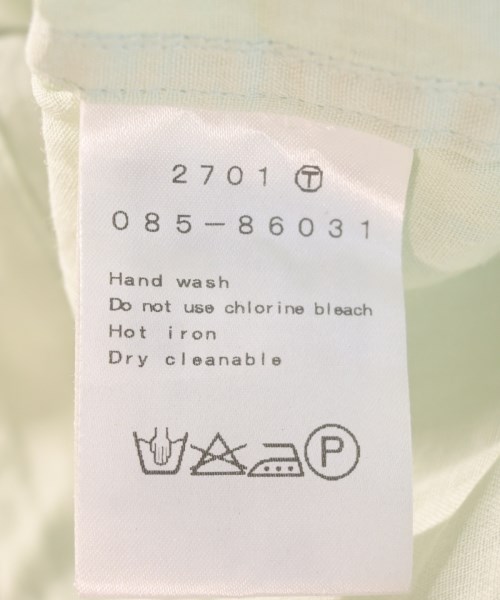 2701 Ⓣ
085-86031
Hand wash
Do not use chlorine bleach
Hot iron
Dry cleanable
P